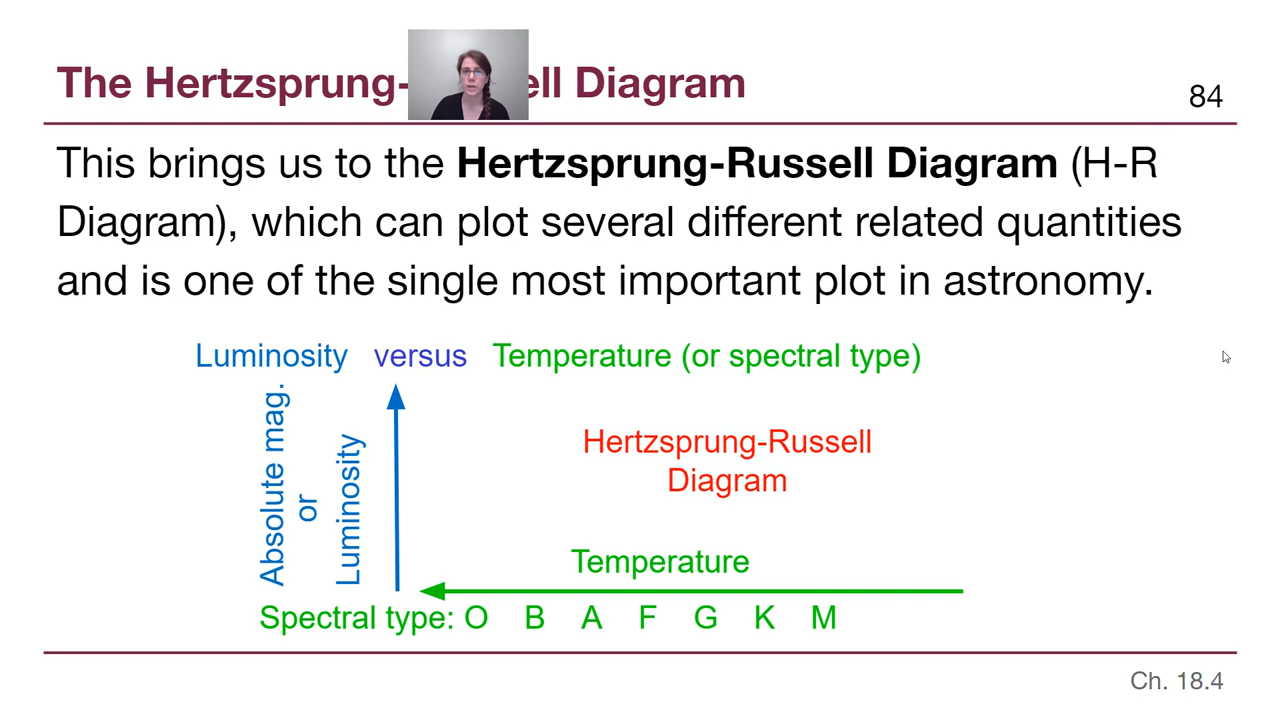 The Hertzsprung- ell Diagram
84
This brings us to the Hertzsprung-Russell Diagram (H-R
Diagram), which can plot several different related quantities
and is one of the single most important plot in astronomy.
Luminosity versus Temperature (or spectral type)
Absolute mag.
or
Luminosity
Hertzsprung-Russell
Diagram
Temperature
Spectral type: O B A F G K M
Ch. 18.4